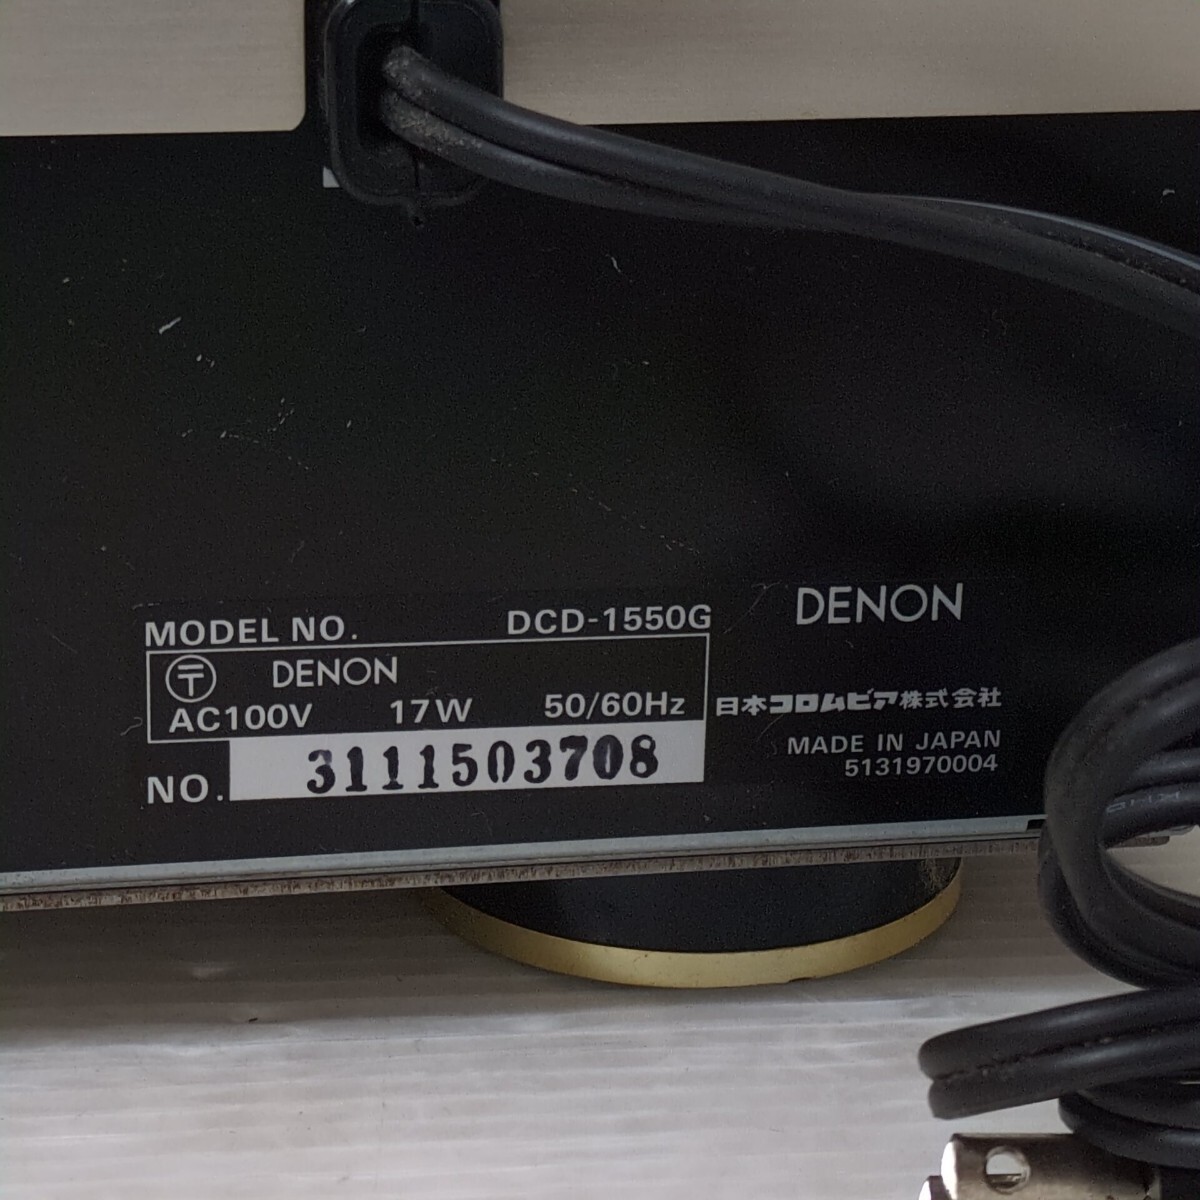 MODEL NO. DCD-1550G
〒 DENON
AC100V 17W 50/60Hz
NO. 3111503708
DENON
日本コロムビア株式会社
MADE IN JAPAN
5131970004